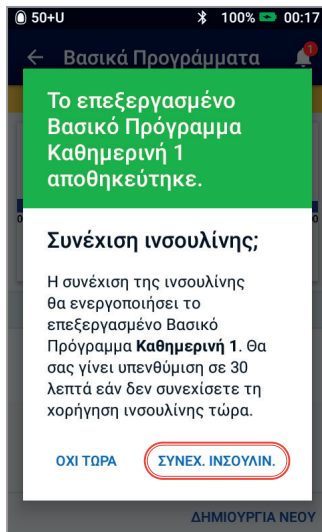 50+U 100% 00:17
Βασικά Προγράμματα 1
Το επεξεργασμένο
Βασικό Πρόγραμμα
Καθημερινή 1
αποθηκεύτηκε.
Συνέχιση ινσουλίνης;
Η συνέχιση της ινσουλίνης
θα ενεργοποιήσει το
επεξεργασμένο Βασικό
Πρόγραμμα Καθημερινή 1. Θα
σας γίνει υπενθύμιση σε 30
λεπτά εάν δεν συνεχίσετε τη
χορήγηση ινσουλίνης τώρα.
ΟΧΙ ΤΩΡΑ ΣΥΝΕΧ. ΙΝΣΟΥΛΙΝ.
ΔΗΜΙΟΥΡΓΙΑ ΝΕΟΥ